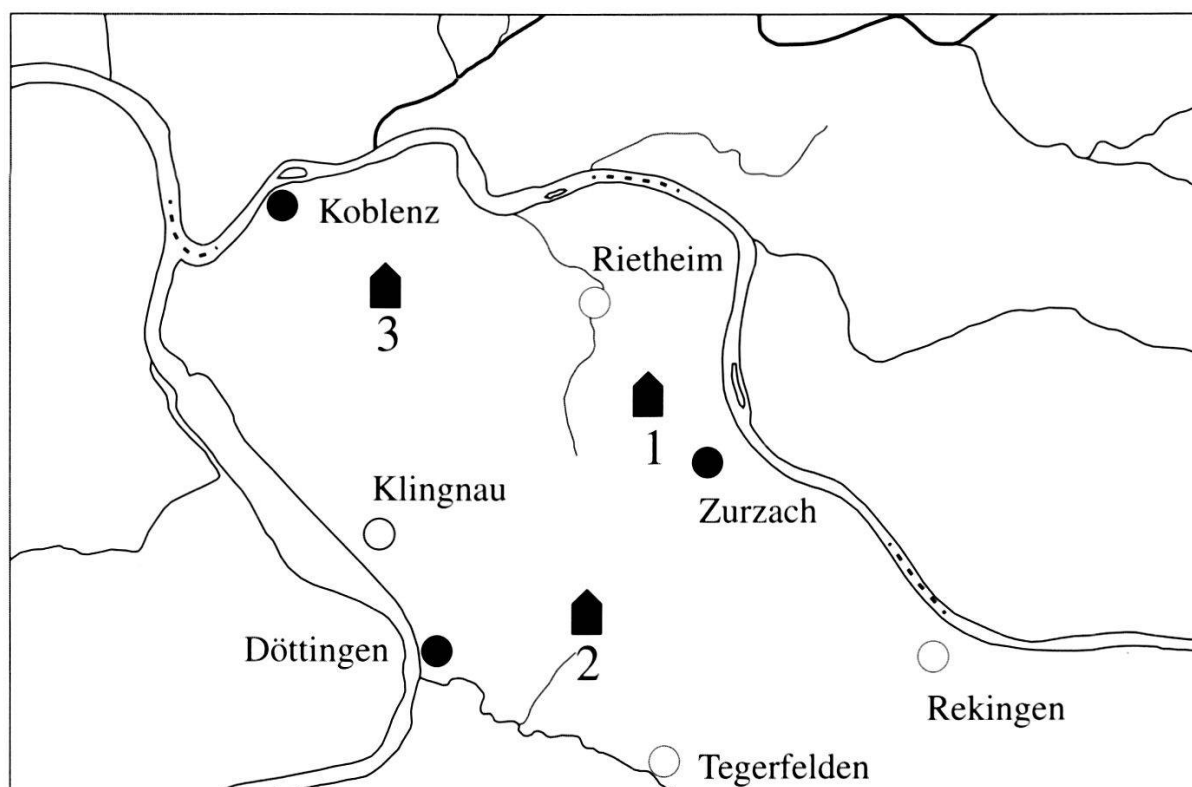 Koblenz
Rietheim
3
1
Klingnau
Zurzach
Döttingen
2
Rekingen
Tegerfelden